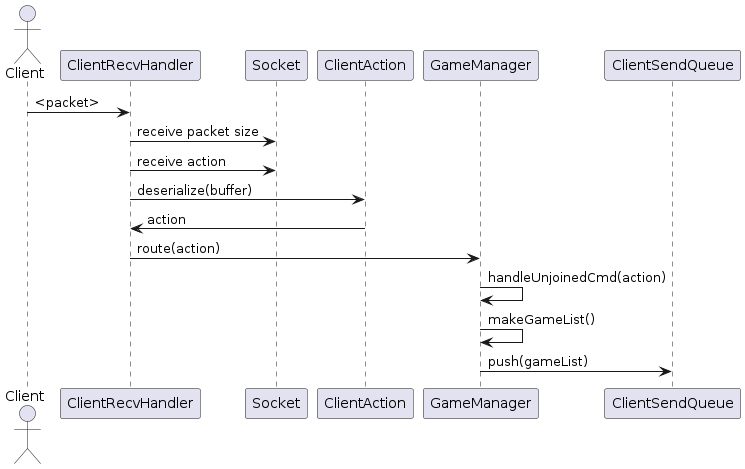 Client
ClientRecvHandler
Socket
ClientAction
GameManager
ClientSendQueue
<packet>
receive packet size
receive action
deserialize(buffer)
action
route(action)
handleUnjoinedCmd(action)
makeGameList()
push(gameList)
Client
ClientRecvHandler
Socket
ClientAction
GameManager
ClientSendQueue